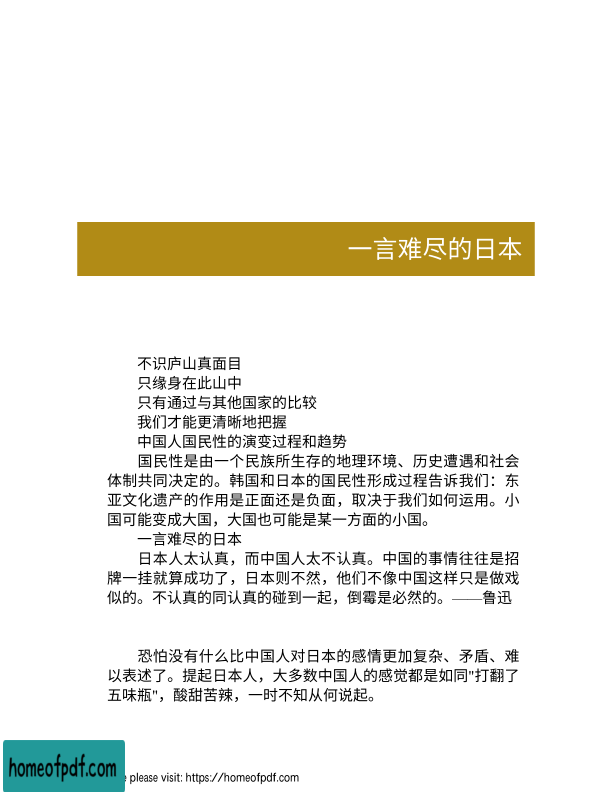 一言难尽的日本
不识庐山真面目
只缘身在此山中
只有通过与其他国家的比较
我们才能更清晰地把握
中国人国民性的演变过程和趋势
国民性是由一个民族所生存的地理环境、历史遭遇和社会
体制共同决定的。韩国和日本的国民性形成过程告诉我们：东
亚文化遗产的作用是正面还是负面，取决于我们如何运用。小
国可能变成大国，大国也可能是某一方面的小国。
一言难尽的日本
日本人太认真，而中国人太不认真。中国的事情往往是招
牌一挂就算成功了，日本则不然，他们不像中国这样只是做戏
似的。不认真的同认真的碰到一起，倒霉是必然的。——鲁迅
恐怕没有什么比中国人对日本的感情更加复杂、矛盾、难
以表述了。提起日本人，大多数中国人的感觉都是如同"打翻了
五味瓶"，酸甜苦辣，一时不知从何说起。
homeofpdf.com
please visit: https://homeofpdf.com